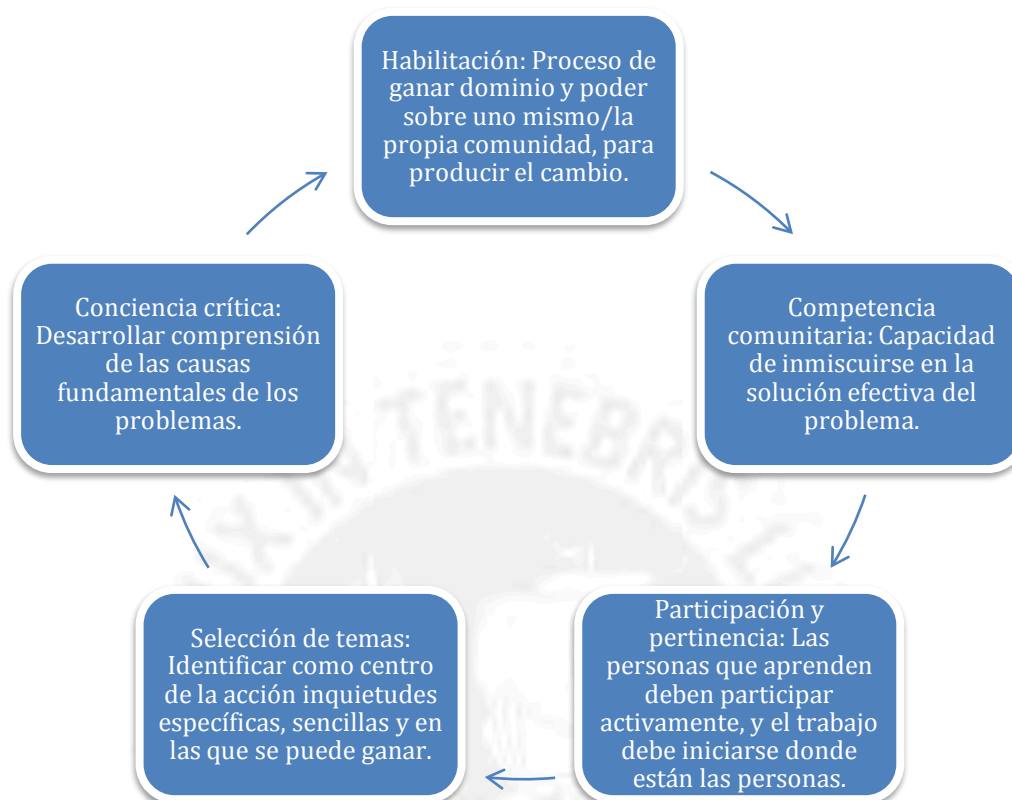 Habilitación: Proceso de
ganar dominio y poder
sobre uno mismo/la
propia comunidad, para
producir el cambio.
Competencia
comunitaria: Capacidad
de inmiscuirse en la
solución efectiva del
problema.
Participación y
pertinencia: Las
personas que aprenden
deben participar
activamente, y el trabajo
debe iniciarse donde
están las personas.
Selección de temas:
Identificar como centro
de la acción inquietudes
específicas, sencillas y en
las que se puede ganar.
Conciencia crítica:
Desarrollar comprensión
de las causas
fundamentales de los
problemas.
TENEBRIS